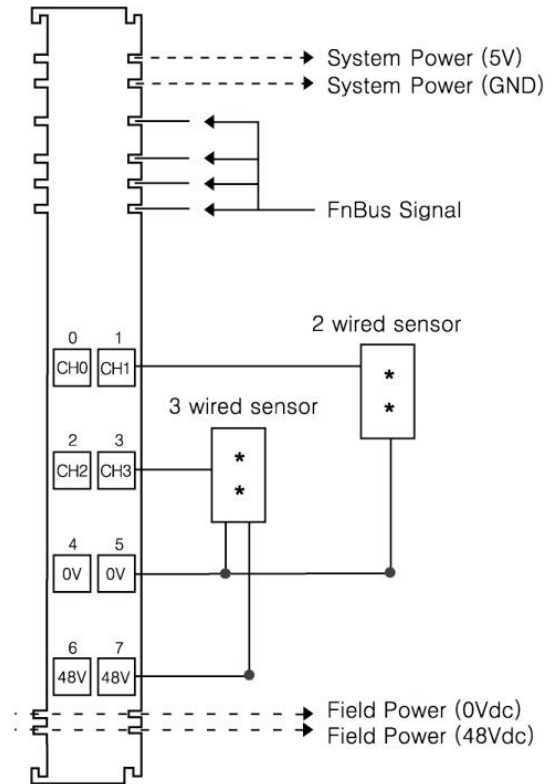 System Power (5V)
System Power (GND)
FnBus Signal
2 wired sensor
0 1
CH0 CH1
* *
3 wired sensor
2 3
CH2 CH3
* *
4 5
0V 0V
6 7
48V 48V
Field Power (0Vdc)
Field Power (48Vdc)